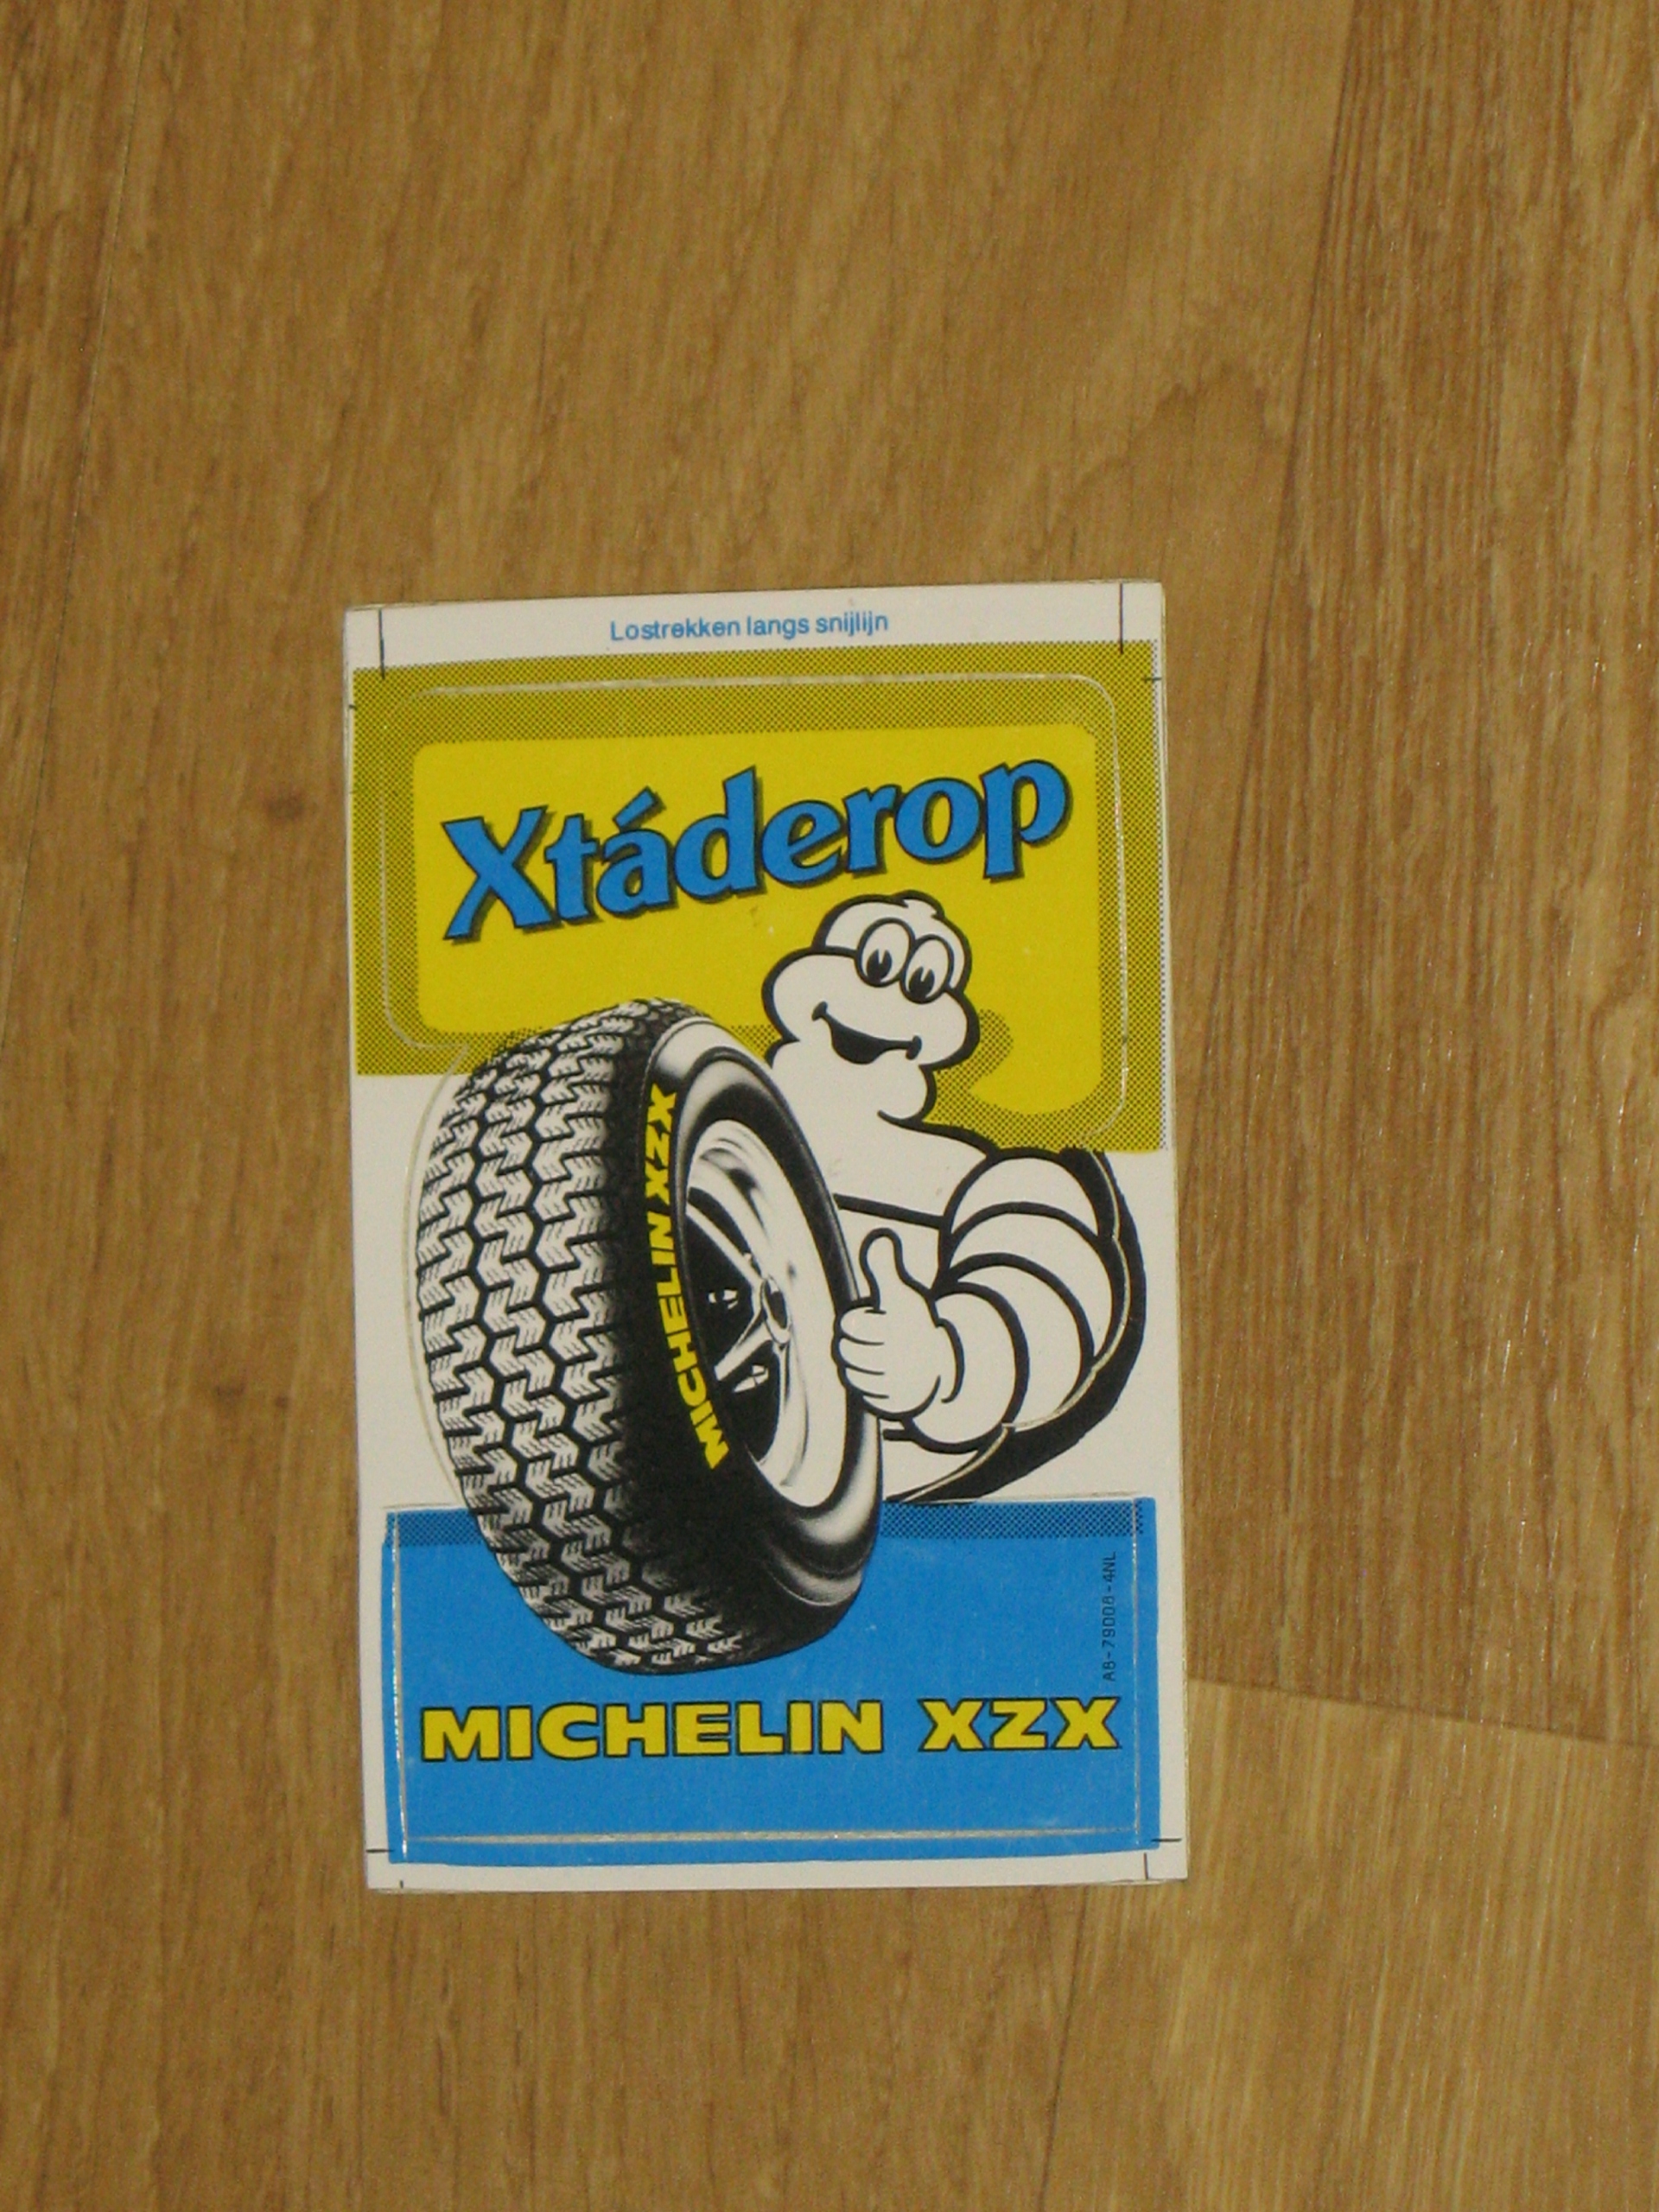 Lostrekken langs snijlijn
Xtáderop
MICHELIN XZX
A8-79008-4NL
MICHELIN XZX